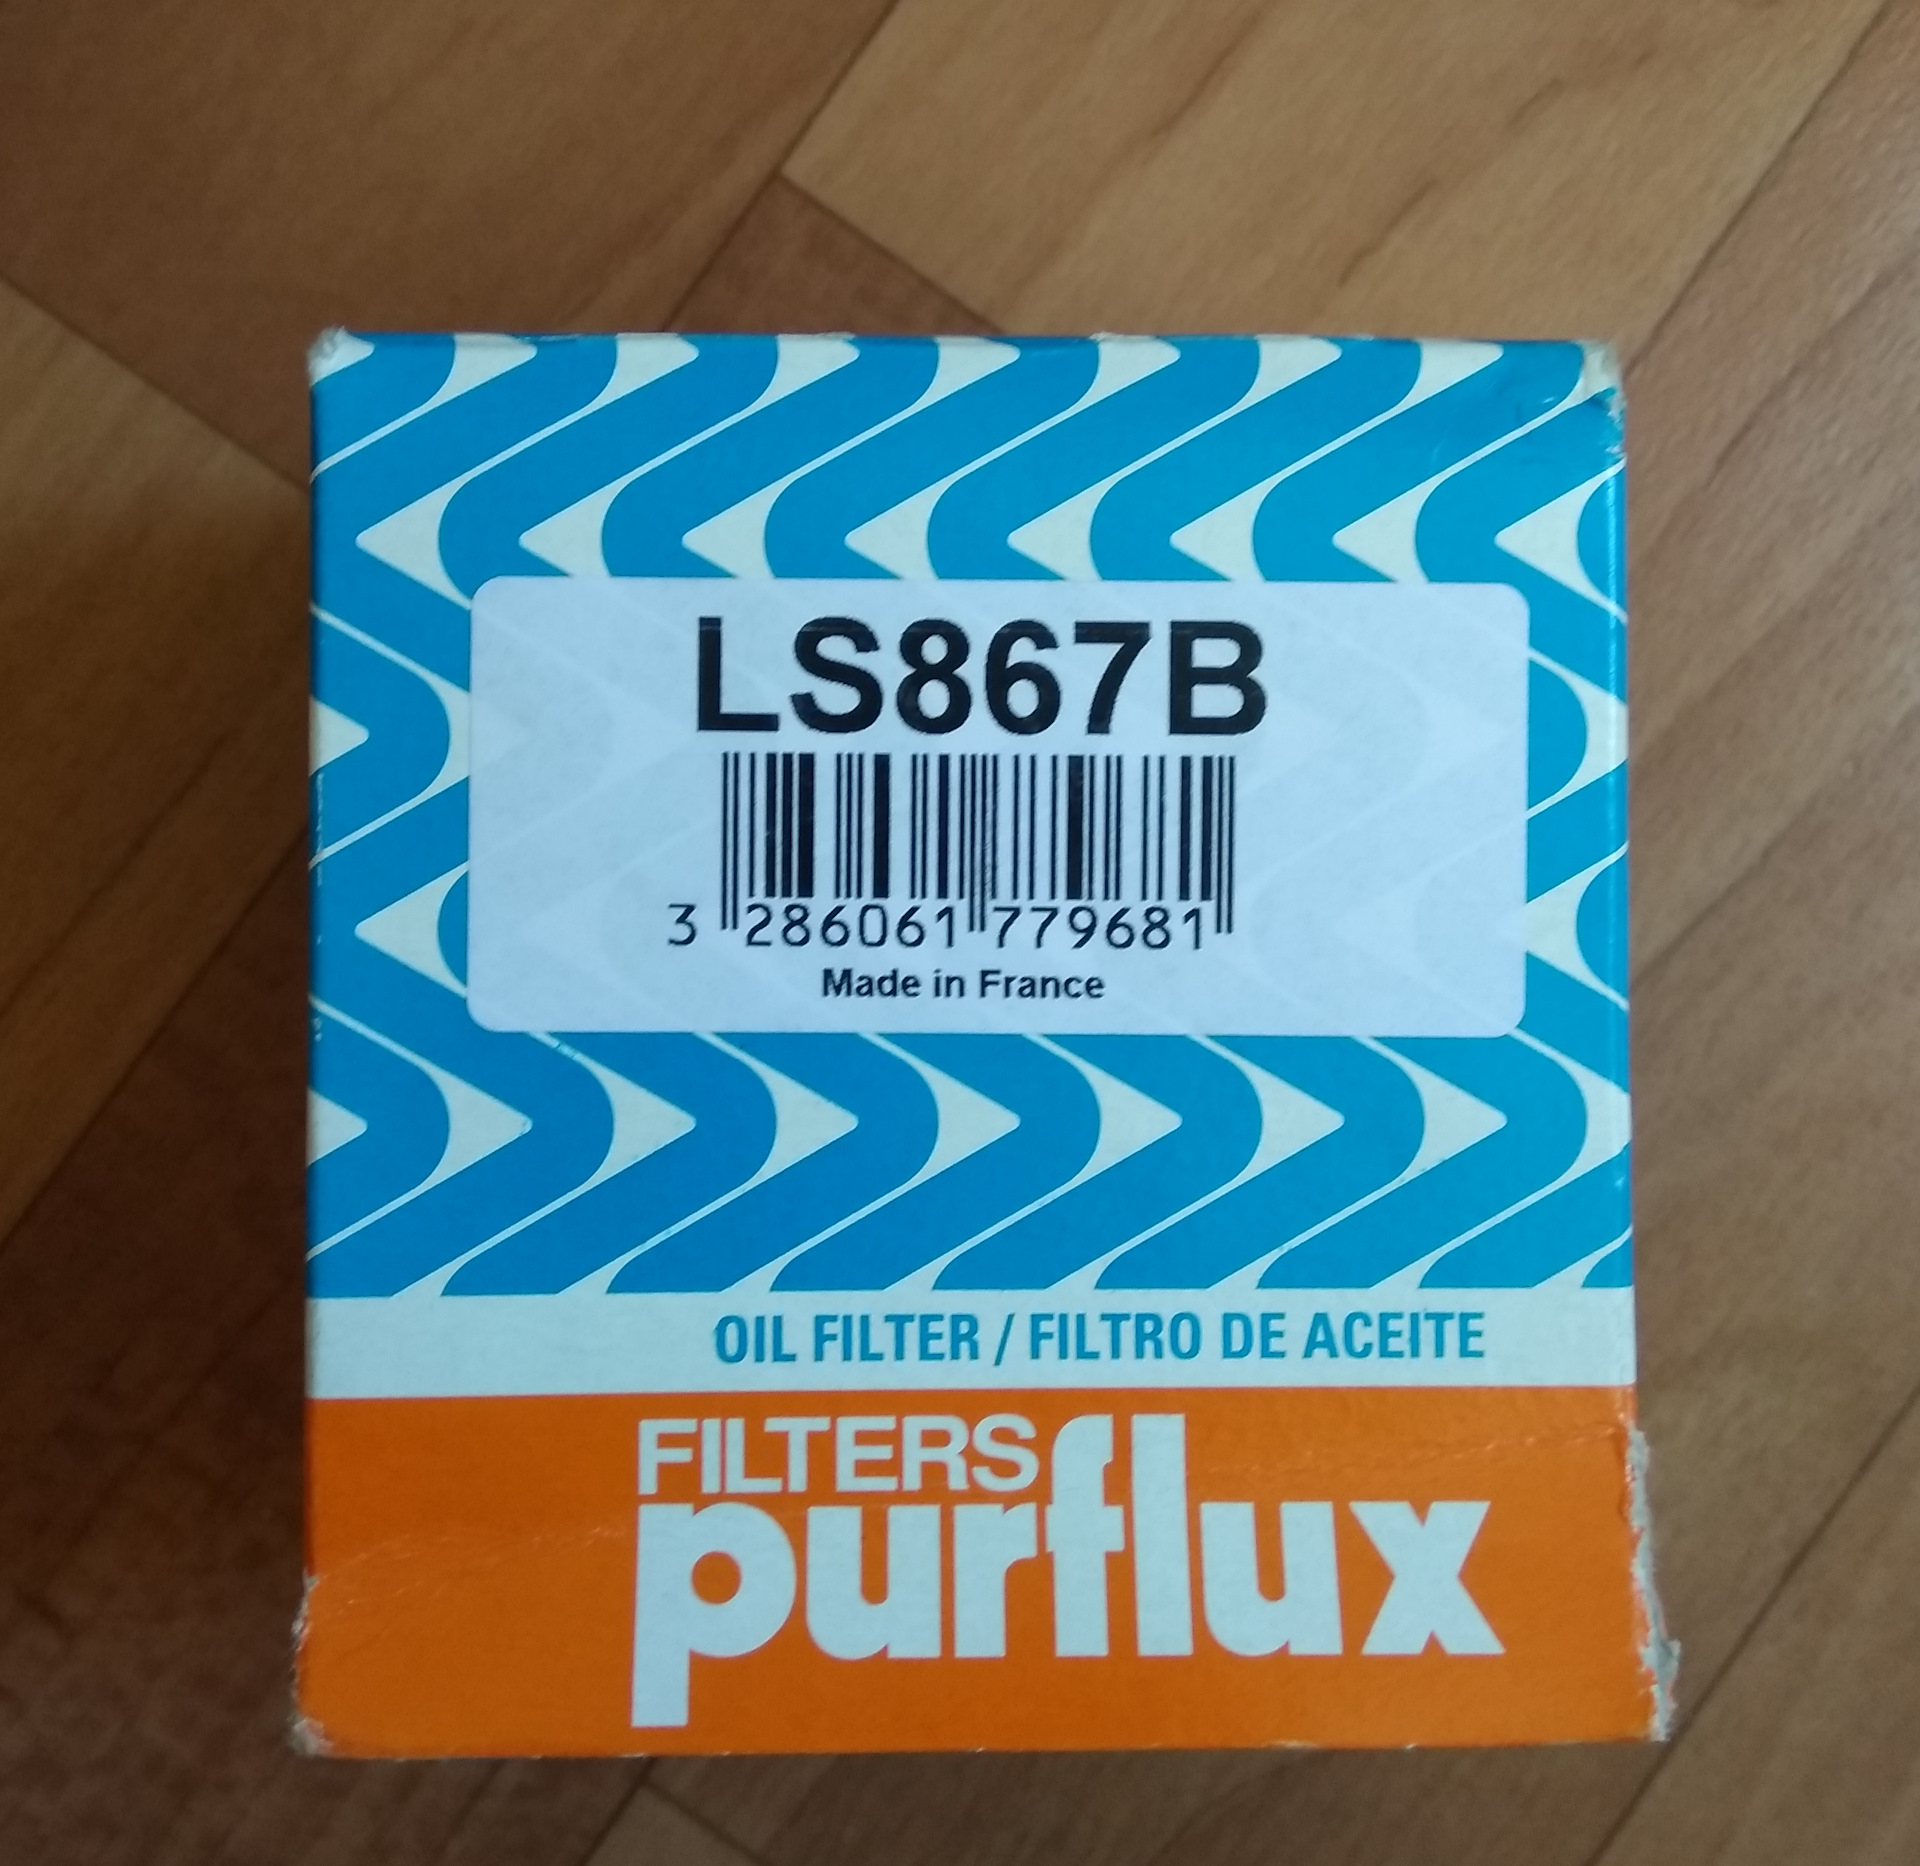 LS867B
3 286061 779681
Made in France
OIL FILTER / FILTRO DE ACEITE
FILTERS
purflux